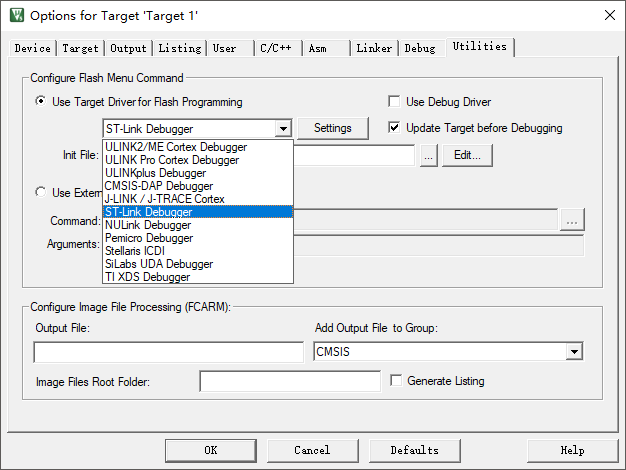 Options for Target 'Target 1'
Device Target Output Listing User C/C++ Asm Linker Debug Utilities
Configure Flash Menu Command
Use Target Driver for Flash Programming
Use Debug Driver
ST-Link Debugger
Settings
Update Target before Debugging
Init File:
...
Edit...
ULINK2/ME Cortex Debugger
ULINK Pro Cortex Debugger
ULINKplus Debugger
CMSIS-DAP Debugger
J-LINK / J-TRACE Cortex
ST-Link Debugger
NULink Debugger
Pemicro Debugger
Stellaris ICDI
SiLabs UDA Debugger
TI XDS Debugger
Use Extern
Command:
...
Arguments:
Configure Image File Processing (FCARM):
Output File:
Add Output File to Group:
CMSIS
Image Files Root Folder:
Generate Listing
OK Cancel Defaults Help